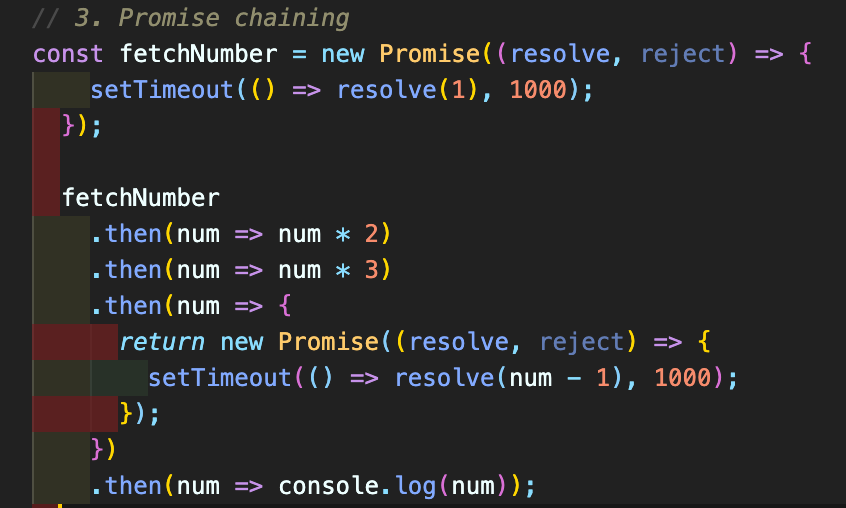 // 3. Promise chaining
const fetchNumber = new Promise((resolve, reject) => {
    setTimeout(() => resolve(1), 1000);
  });

  fetchNumber
    .then(num => num * 2)
    .then(num => num * 3)
    .then(num => {
      return new Promise((resolve, reject) => {
        setTimeout(() => resolve(num - 1), 1000);
      });
    })
    .then(num => console.log(num));